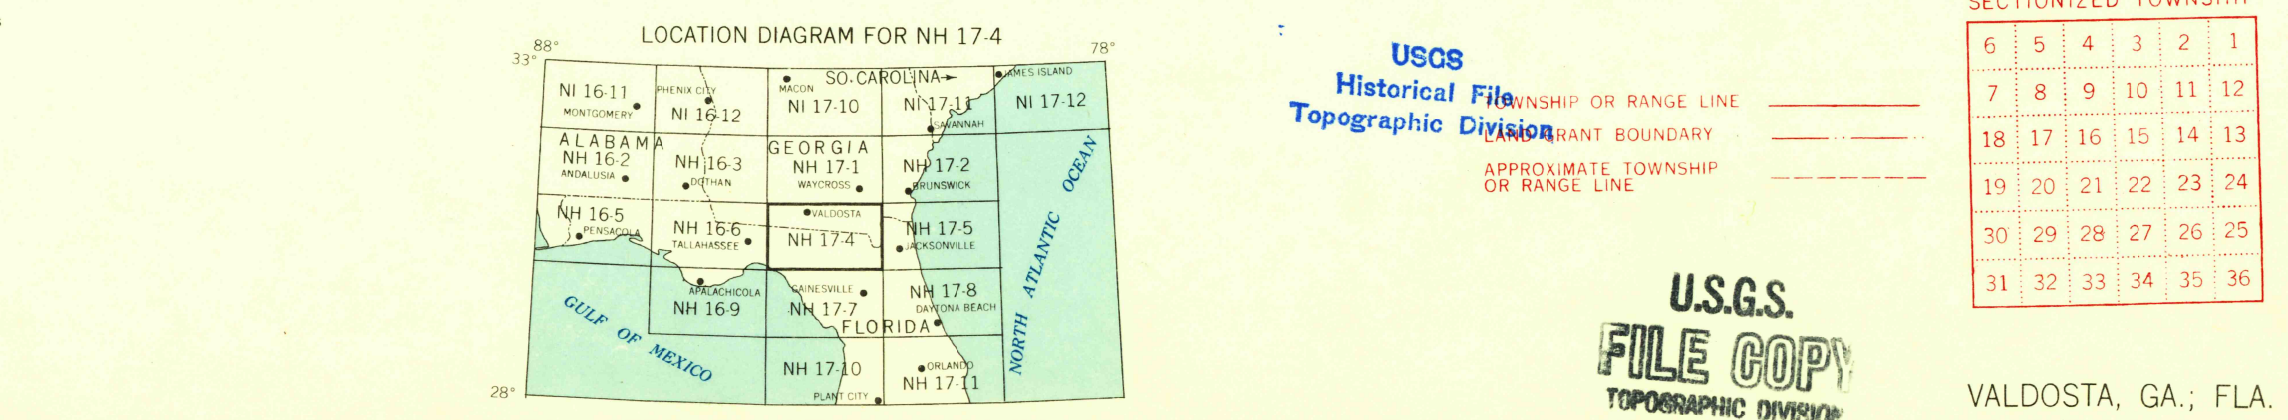 LOCATION DIAGRAM FOR NH 17-4
88°
78°
33°
SO. CAROLINA
JAMES ISLAND
NI 16-11
MONTGOMERY
PHENIX CITY
NI 16-12
MACON
NI 17-10
NI 17-11
SAVANNAH
NI 17-12
ALABAMA
NH 16-2
ANDALUSIA
NH 16-3
DOTHAN
GEORGIA
NH 17-1
WAYCROSS
NH 17-2
BRUNSWICK
NH 16-5
PENSACOLA
NH 16-6
TALLAHASSEE
VALDOSTA
NH 17-4
NH 17-5
JACKSONVILLE
APALACHICOLA
NH 16-9
GAINESVILLE
NH 17-7
NH 17-8
DAYTONA BEACH
FLORIDA
GULF OF MEXICO
NORTH ATLANTIC OCEAN
NH 17-10
PLANT CITY
ORLANDO
NH 17-11
28°
USGS
Historical File
Topographic Division
TOWNSHIP OR RANGE LINE
LAND GRANT BOUNDARY
APPROXIMATE TOWNSHIP
OR RANGE LINE
U.S.G.S.
FILE COPY
TOPOGRAPHIC DIVISION
SECTIONIZED TOWNSHIP
6 5 4 3 2 1
7 8 9 10 11 12
18 17 16 15 14 13
19 20 21 22 23 24
30 29 28 27 26 25
31 32 33 34 35 36
VALDOSTA, GA.; FLA.